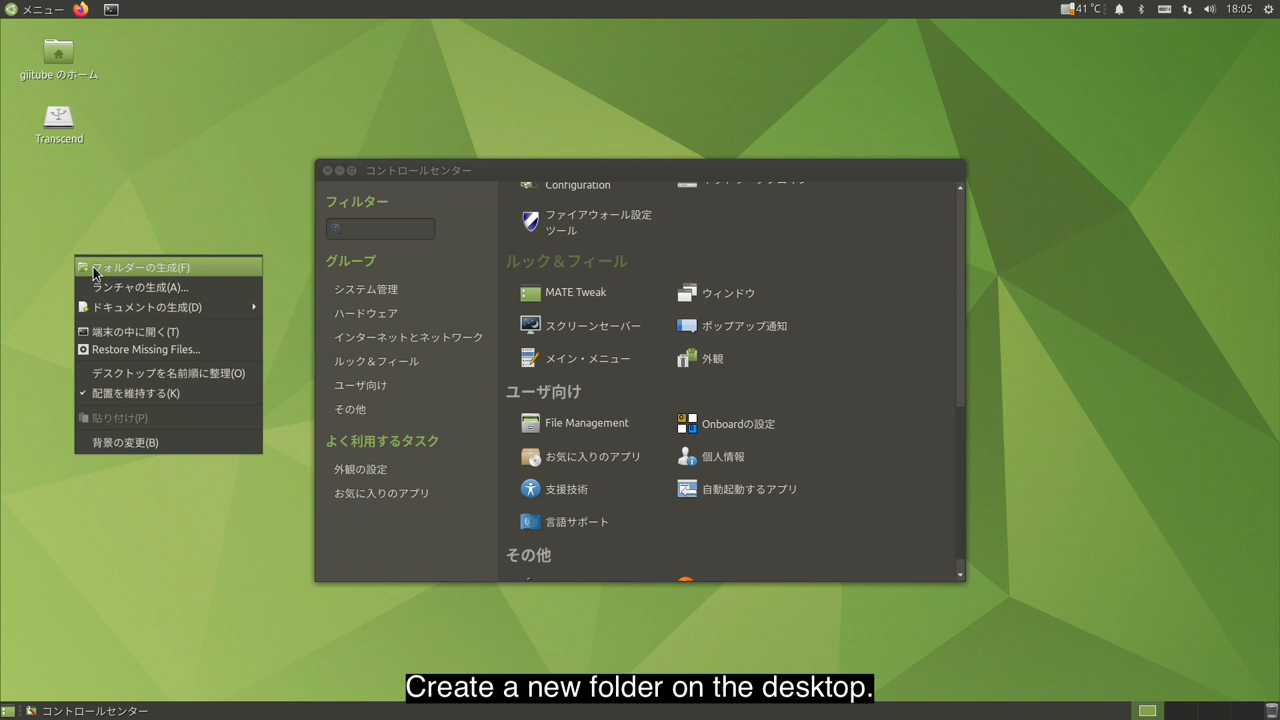 メニュー
41 ℃
18:05
giitube のホーム
Transcend
フォルダーの生成(F)
ランチャの生成(A)...
ドキュメントの生成(D)
端末の中に開く(T)
Restore Missing Files...
デスクトップを名前順に整理(O)
配置を維持する(K)
貼り付け(P)
背景の変更(B)
コントロールセンター
フィルター
グループ
システム管理
ハードウェア
インターネットとネットワーク
ルック＆フィール
ユーザ向け
その他
よく利用するタスク
外観の設定
お気に入りのアプリ
Configuration
ファイアウォール設定
ツール
ルック＆フィール
MATE Tweak
ウィンドウ
スクリーンセーバー
ポップアップ通知
メイン・メニュー
外観
ユーザ向け
File Management
Onboardの設定
お気に入りのアプリ
個人情報
支援技術
自動起動するアプリ
言語サポート
その他
Create a new folder on the desktop.
コントロールセンター